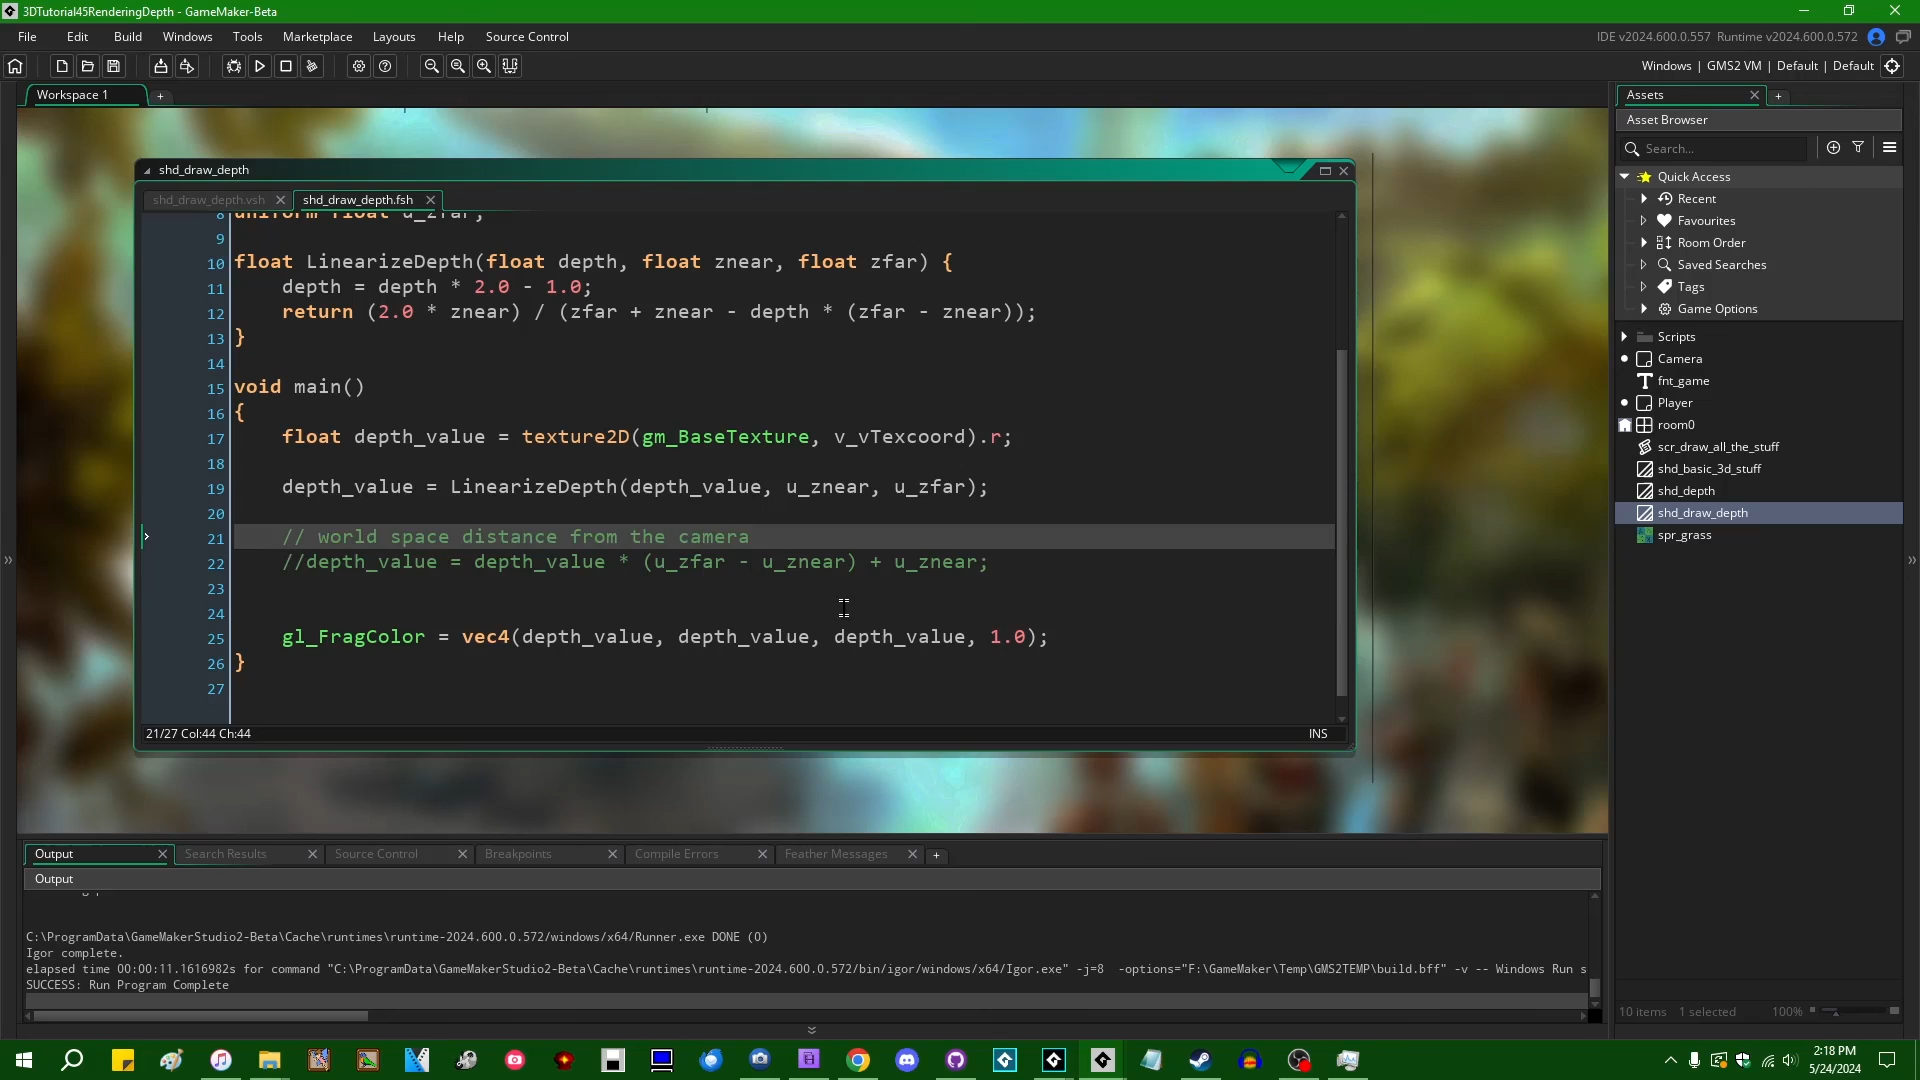 3DTutorial45RenderingDepth - GameMaker-Beta
File Edit Build Windows Tools Marketplace Layouts Help Source Control
IDE v2024.600.0.557 Runtime v2024.600.0.572
Windows | GMS2 VM | Default | Default
Workspace 1
shd_draw_depth
shd_draw_depth.vsh shd_draw_depth.fsh
8 uniform float u_zfar;
9
10 float LinearizeDepth(float depth, float znear, float zfar) {
11 depth = depth * 2.0 - 1.0;
12 return (2.0 * znear) / (zfar + znear - depth * (zfar - znear));
13 }
14
15 void main()
16 {
17 float depth_value = texture2D(gm_BaseTexture, v_vTexcoord).r;
18
19 depth_value = LinearizeDepth(depth_value, u_znear, u_zfar);
20
21 // world space distance from the camera
22 //depth_value = depth_value * (u_zfar - u_znear) + u_znear;
23
24
25 gl_FragColor = vec4(depth_value, depth_value, depth_value, 1.0);
26 }
27
21/27 Col:44 Ch:44 INS
Assets
Asset Browser
Search...
Quick Access
Recent
Favourites
Room Order
Saved Searches
Tags
Game Options
Scripts
Camera
fnt_game
Player
room0
scr_draw_all_the_stuff
shd_basic_3d_stuff
shd_depth
shd_draw_depth
spr_grass
10 items 1 selected 100%
Output Search Results Source Control Breakpoints Compile Errors Feather Messages
Output
C:\ProgramData\GameMakerStudio2-Beta\Cache\runtimes\runtime-2024.600.0.572/windows/x64/Runner.exe DONE (0)
Igor complete.
elapsed time 00:00:11.1616982s for command "C:\ProgramData\GameMakerStudio2-Beta\Cache\runtimes\runtime-2024.600.0.572/bin/igor/windows/x64/Igor.exe" -j=8 -options="F:\GameMaker\Temp\GMS2TEMP\build.bff" -v -- Windows Run s
SUCCESS: Run Program Complete
2:18 PM
5/24/2024